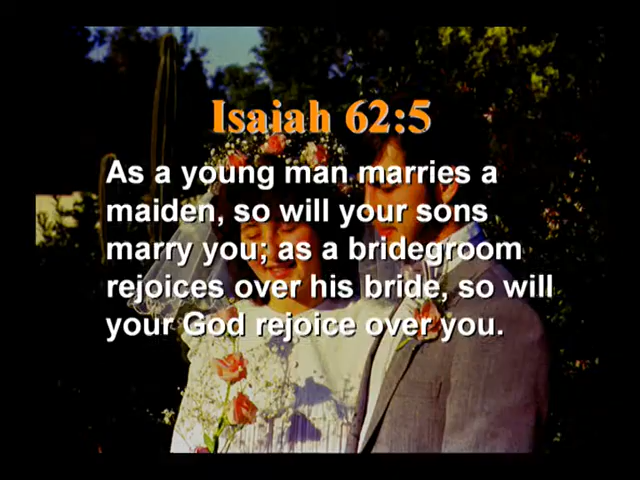 Isaiah 62:5
As a young man marries a
maiden, so will your sons
marry you; as a bridegroom
rejoices over his bride, so will
your God rejoice over you.